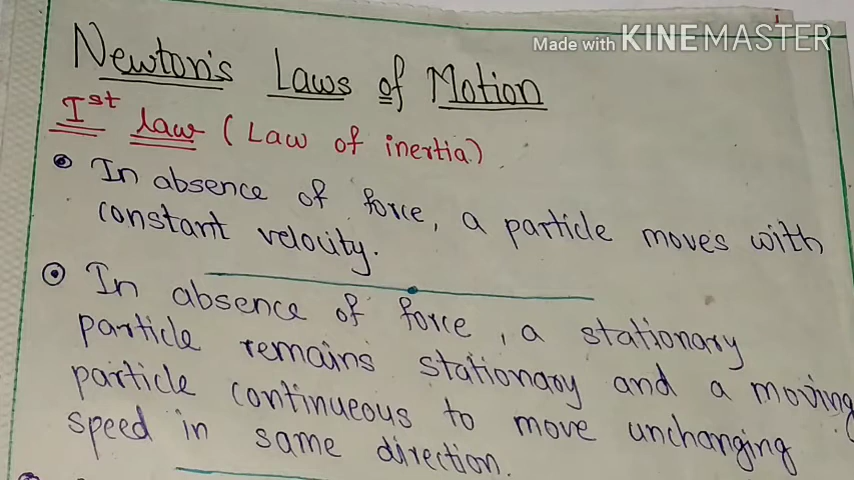 Made with KINEMASTER
Newton's Laws of Motion
Ist law (Law of inertia)
In absence of force, a particle moves with
constant velocity.
In absence of force, a stationary
particle remains stationary and a moving
particle continueous to move unchanging
speed in same direction.